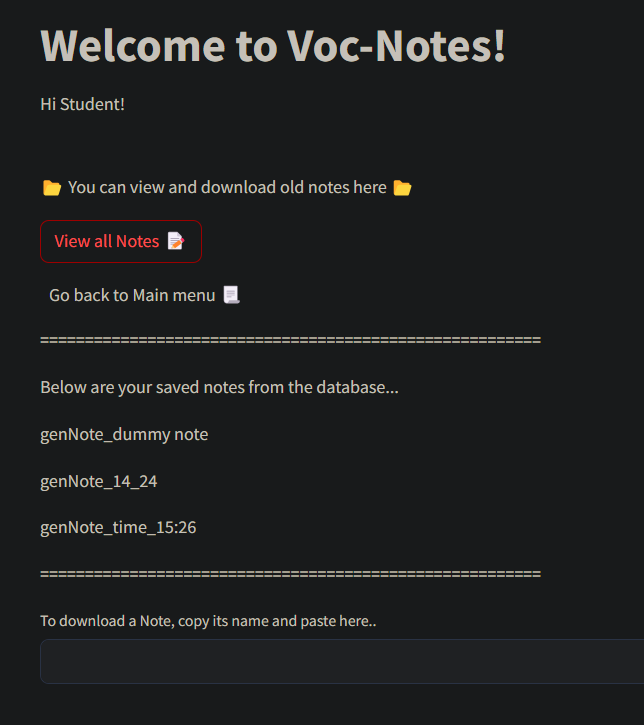 Welcome to Voc-Notes!
Hi Student!
📂 You can view and download old notes here 📂
View all Notes 📝
Go back to Main menu 📃
========================================================
Below are your saved notes from the database...
genNote_dummy note
genNote_14_24
genNote_time_15:26
========================================================
To download a Note, copy its name and paste here..